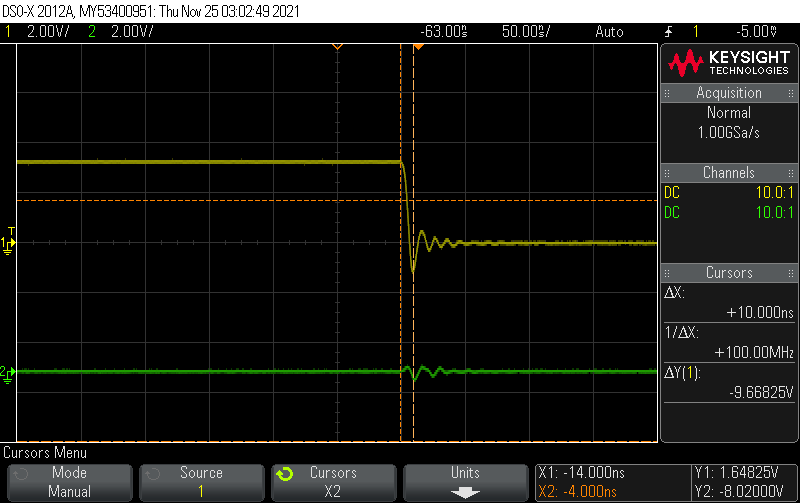 DSO-X 2012A, MY53400951: Thu Nov 25 03:02:49 2021
1 2.00V/ 2 2.00V/ -63.00ns 50.00ns/ Auto 1 -5.00V
KEYSIGHT
TECHNOLOGIES
Acquisition
Normal
1.00GSa/s
Channels
DC 10.0:1
DC 10.0:1
Cursors
ΔX:
+10.000ns
1/ΔX:
+100.00MHz
ΔY(1):
-9.66825V
T
1
2
Cursors Menu
Mode
Manual
Source
1
Cursors
X2
Units
X1: -14.000ns
X2: -4.000ns
Y1: 1.64825V
Y2: -8.02000V